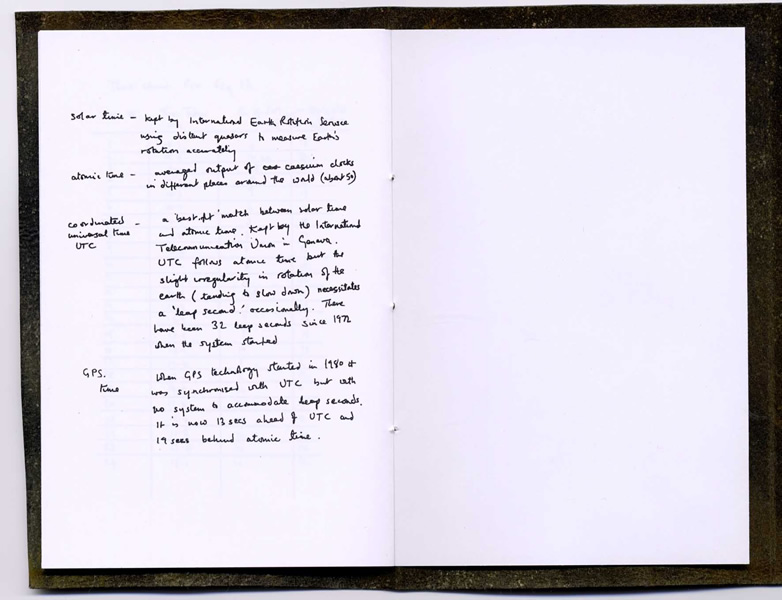 solar time – kept by International Earth Rotation Service
using distant quasars to measure Earth's
rotation accurately
atomic time – averaged output of caesium clocks
in different places around the world (about 50)
coordinated – a 'best fit' match between solar time
universal time and atomic time. Kept by the International
UTC Telecommunication Union in Geneva.
UTC follows atomic time but the
slight irregularity in rotation of the
earth (tending to slow down) necessitates
a 'leap second' occasionally. There
have been 32 leap seconds since 1972
when the system started
GPS. When GPS technology started in 1980 it
time was synchronised with UTC but with
no system to accommodate leap seconds.
It is now 13 secs ahead of UTC and
19 secs behind atomic time.